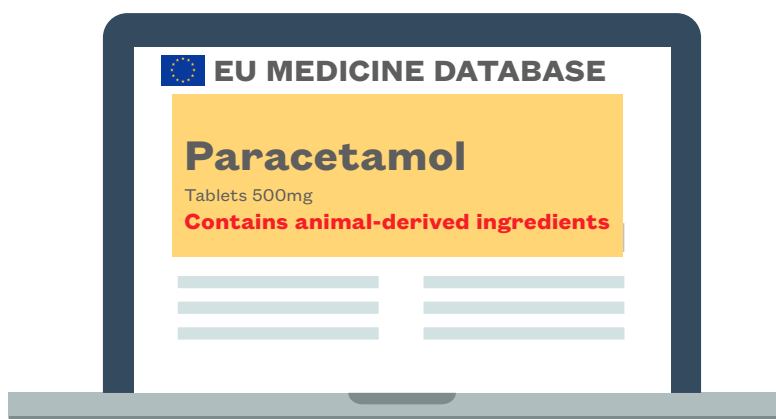 EU MEDICINE DATABASE
Paracetamol
Tablets 500mg
Contains animal-derived ingredients